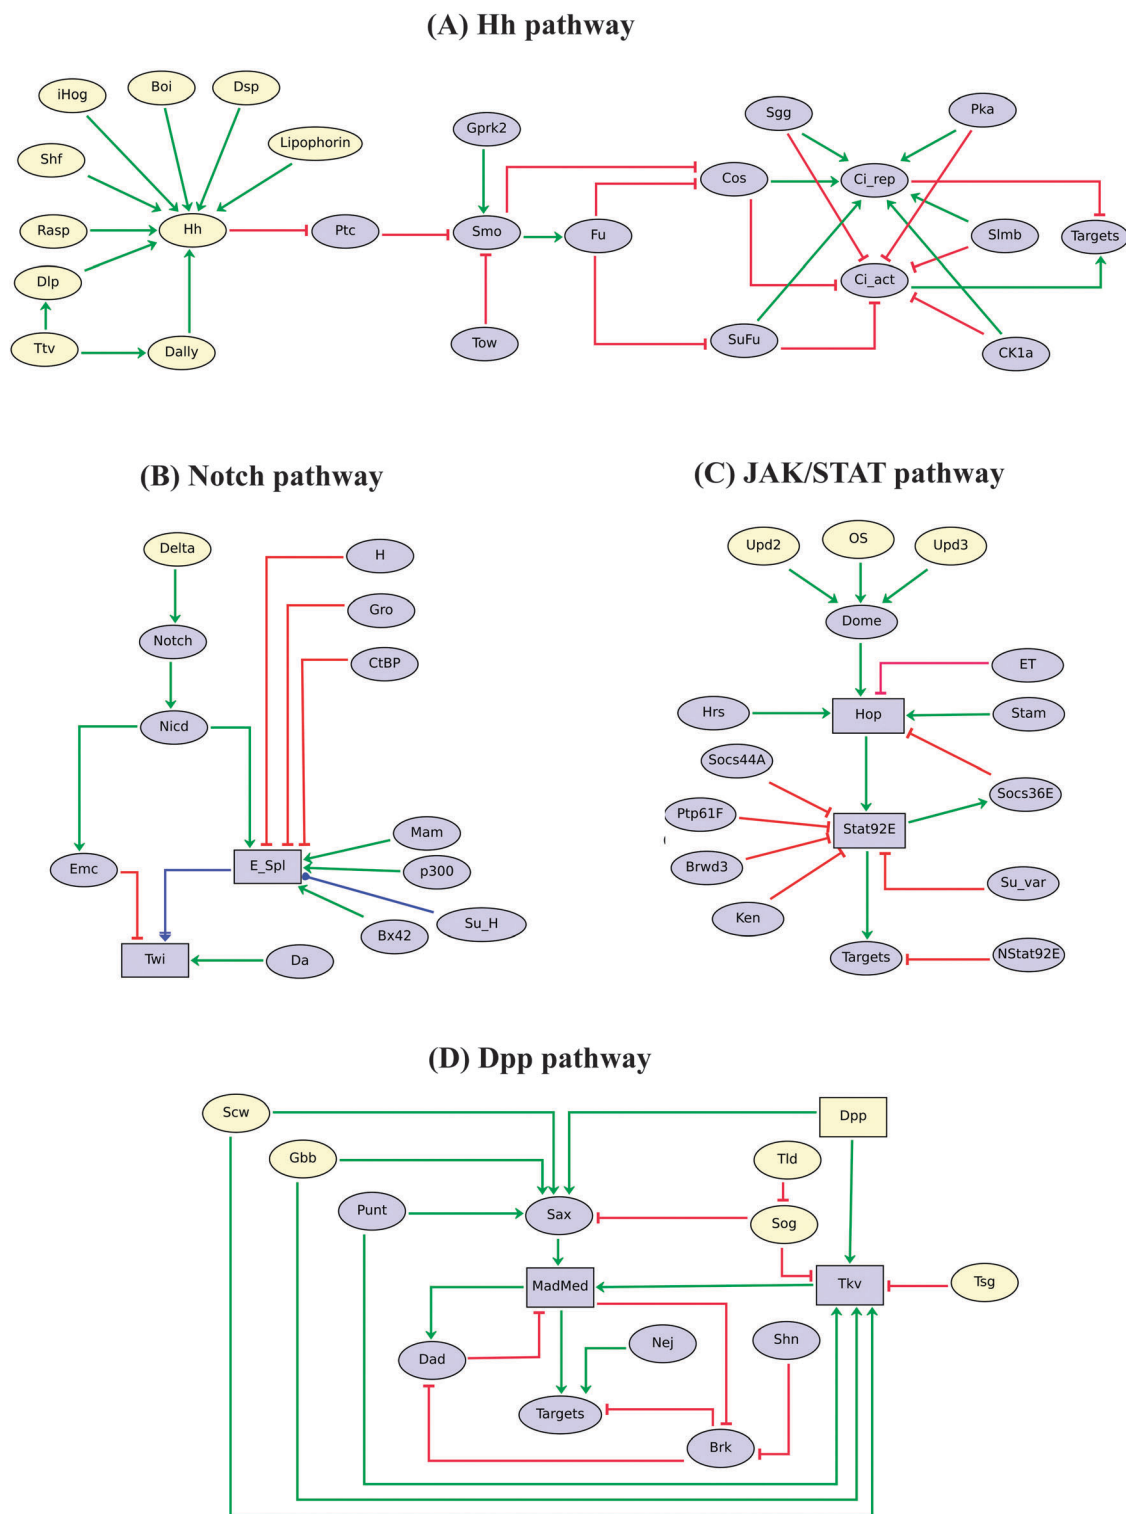 (A) Hh pathway
iHog
Boi
Dsp
Lipophorin
Shf
Rasp
Hh
Dlp
Ttv
Dally
Ptc
Gprk2
Smo
Fu
Tow
Cos
SuFu
Sgg
Pka
Ci_rep
Slmb
Targets
Ci_act
CK1a
(B) Notch pathway
Delta
H
Gro
Notch
CtBP
Nicd
Mam
E_Spl
p300
Emc
Su_H
Bx42
Twi
Da
(C) JAK/STAT pathway
Upd2
OS
Upd3
Dome
ET
Hrs
Hop
Stam
Socs44A
Socs36E
Ptp61F
Stat92E
Brwd3
Su_var
Ken
Targets
NStat92E
(D) Dpp pathway
Scw
Dpp
Gbb
Tld
Punt
Sax
Sog
MadMed
Tkv
Tsg
Dad
Nej
Shn
Targets
Brk